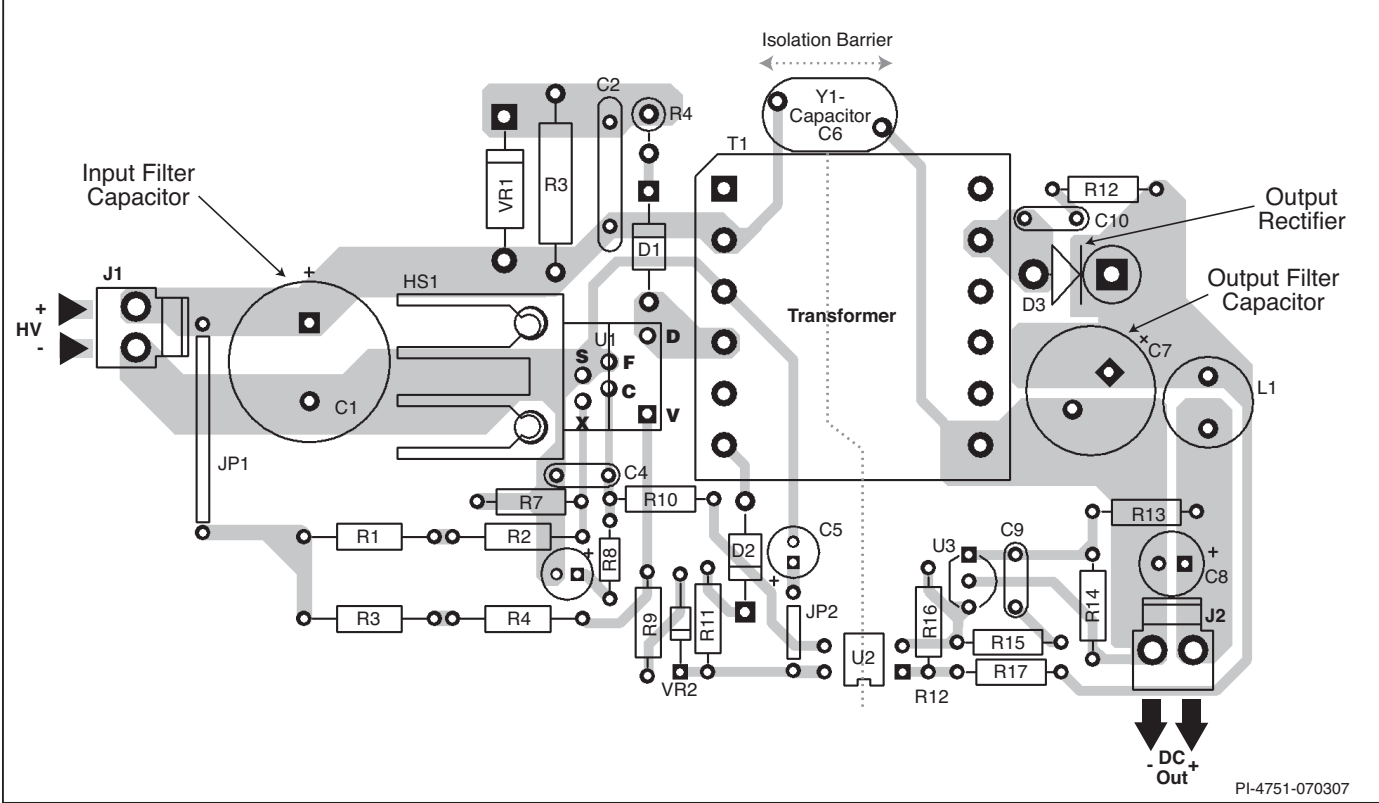 Isolation Barrier
Y1-
Capacitor
C6
C2
R4
T1
Input Filter
Capacitor
VR1
R3
R12
C10
Output
Rectifier
D1
J1
+
HS1
D3
Output Filter
Capacitor
+
HV
-
Transformer
U1
D
S
F
C
X
V
+
C7
C1
L1
JP1
C4
R7
R10
R13
R1
R2
+
R8
D2
C5
+
U3
C9
+
C8
R3
R4
R9
R11
JP2
R16
R14
J2
R15
U2
R17
VR2
R12
- DC +
Out
PI-4751-070307